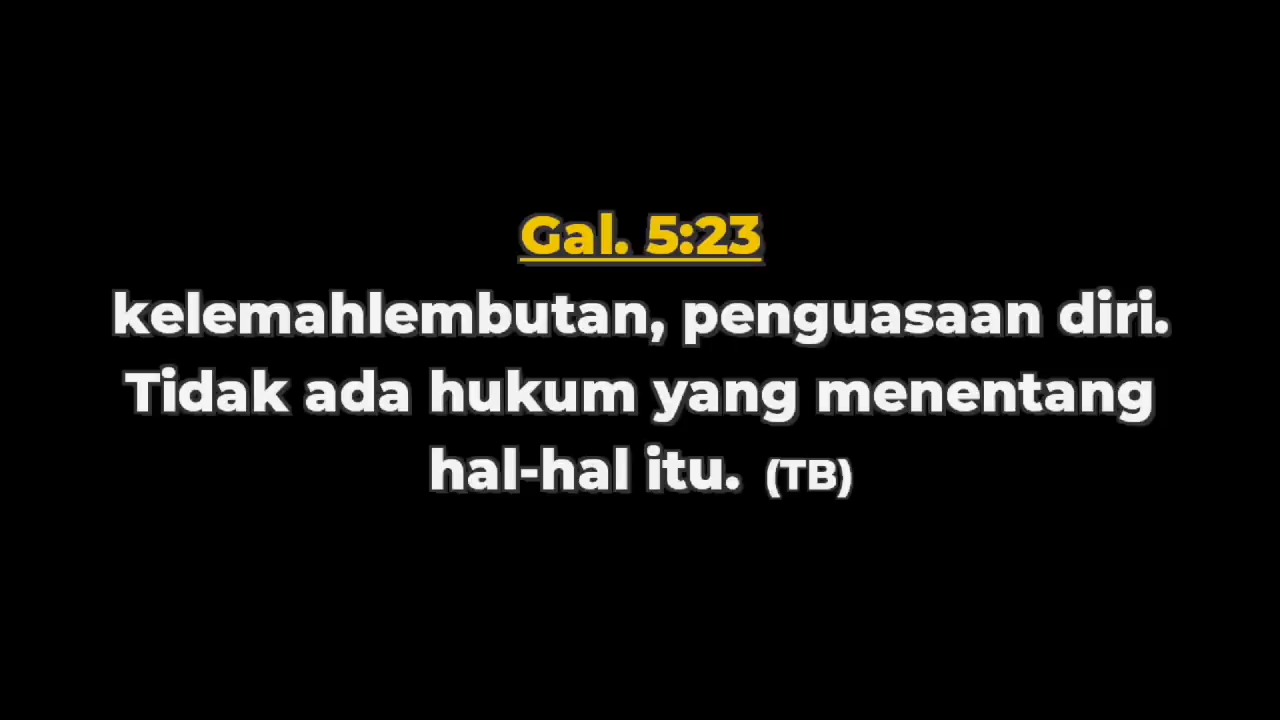 Gal. 5:23
kelemahlembutan, penguasaan diri.
Tidak ada hukum yang menentang
hal-hal itu. (TB)